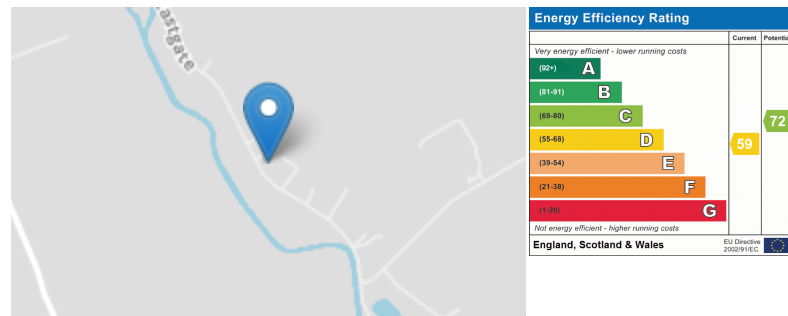 Eastgate
Energy Efficiency Rating
Current Potential
Very energy efficient - lower running costs
(92+) A
(81-91) B
(69-80) C
72
(55-68) D
59
(39-54) E
(21-38) F
(1-20) G
Not energy efficient - higher running costs
England, Scotland & Wales
EU Directive
2002/91/EC